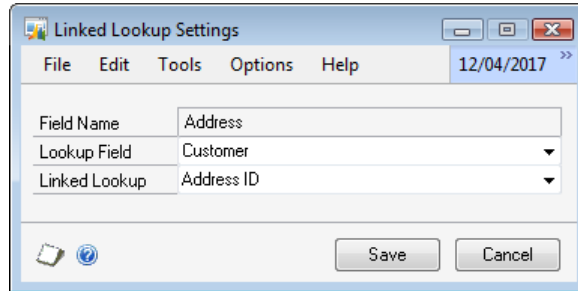 Linked Lookup Settings
File Edit Tools Options Help 12/04/2017 »
Field Name Address
Lookup Field Customer
Linked Lookup Address ID
Save Cancel